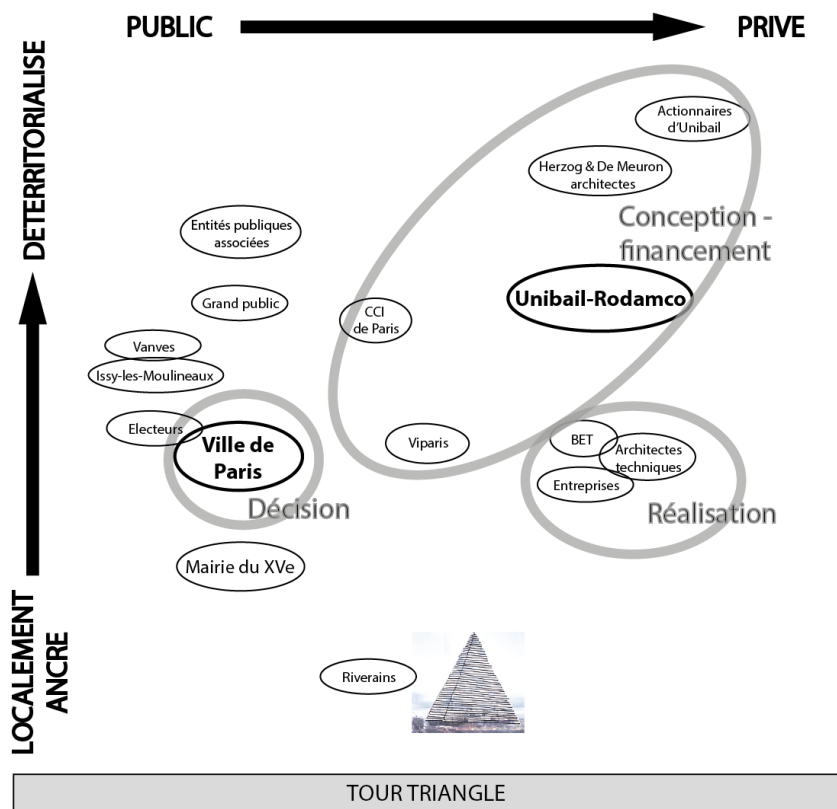 PUBLIC
PRIVE
DETERRITORIALISE
Actionnaires
d'Unibail
Herzog & De Meuron
architectes
Conception -
financement
Entités publiques
associées
Unibail-Rodamco
Grand public
CCI
de Paris
Vanves
Issy-les-Moulineaux
Electeurs
Ville de
Paris
Décision
Viparis
BET
Architectes
techniques
Entreprises
Réalisation
Mairie du XVe
LOCALEMENT
ANCRE
Riverains
TOUR TRIANGLE